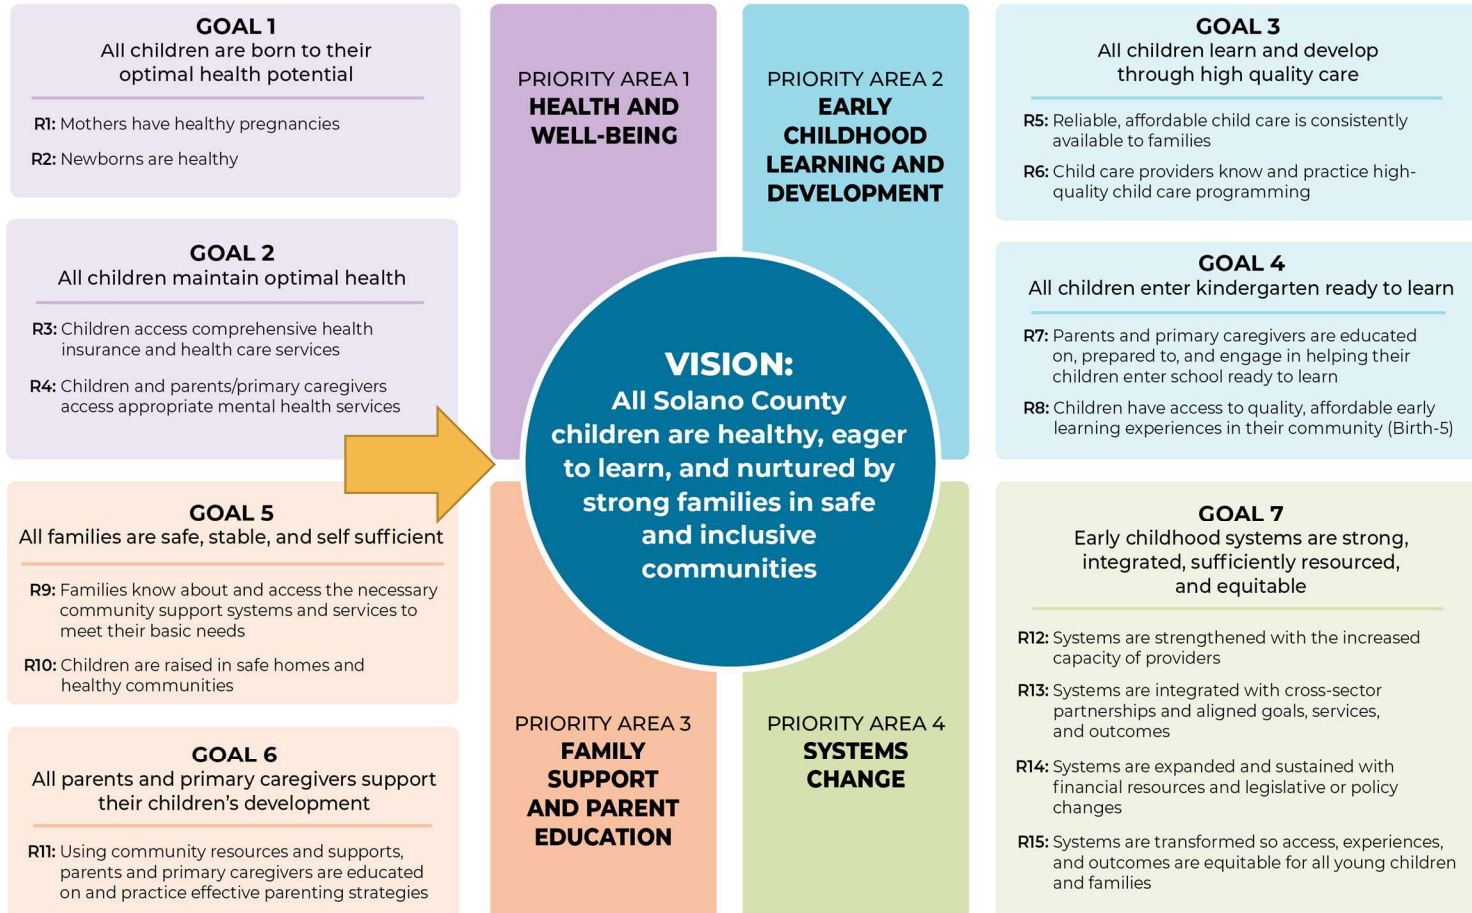 GOAL 1
All children are born to their
optimal health potential
R1: Mothers have healthy pregnancies
R2: Newborns are healthy
GOAL 2
All children maintain optimal health
R3: Children access comprehensive health
insurance and health care services
R4: Children and parents/primary caregivers
access appropriate mental health services
PRIORITY AREA 1
HEALTH AND
WELL-BEING
PRIORITY AREA 2
EARLY
CHILDHOOD
LEARNING AND
DEVELOPMENT
GOAL 3
All children learn and develop
through high quality care
R5: Reliable, affordable child care is consistently
available to families
R6: Child care providers know and practice high-
quality child care programming
GOAL 4
All children enter kindergarten ready to learn
R7: Parents and primary caregivers are educated
on, prepared to, and engage in helping their
children enter school ready to learn
R8: Children have access to quality, affordable early
learning experiences in their community (Birth-5)
VISION:
All Solano County
children are healthy, eager
to learn, and nurtured by
strong families in safe
and inclusive
communities
GOAL 5
All families are safe, stable, and self sufficient
R9: Families know about and access the necessary
community support systems and services to
meet their basic needs
R10: Children are raised in safe homes and
healthy communities
GOAL 6
All parents and primary caregivers support
their children's development
R11: Using community resources and supports,
parents and primary caregivers are educated
on and practice effective parenting strategies
PRIORITY AREA 3
FAMILY
SUPPORT
AND PARENT
EDUCATION
PRIORITY AREA 4
SYSTEMS
CHANGE
GOAL 7
Early childhood systems are strong,
integrated, sufficiently resourced,
and equitable
R12: Systems are strengthened with the increased
capacity of providers
R13: Systems are integrated with cross-sector
partnerships and aligned goals, services,
and outcomes
R14: Systems are expanded and sustained with
financial resources and legislative or policy
changes
R15: Systems are transformed so access, experiences,
and outcomes are equitable for all young children
and families